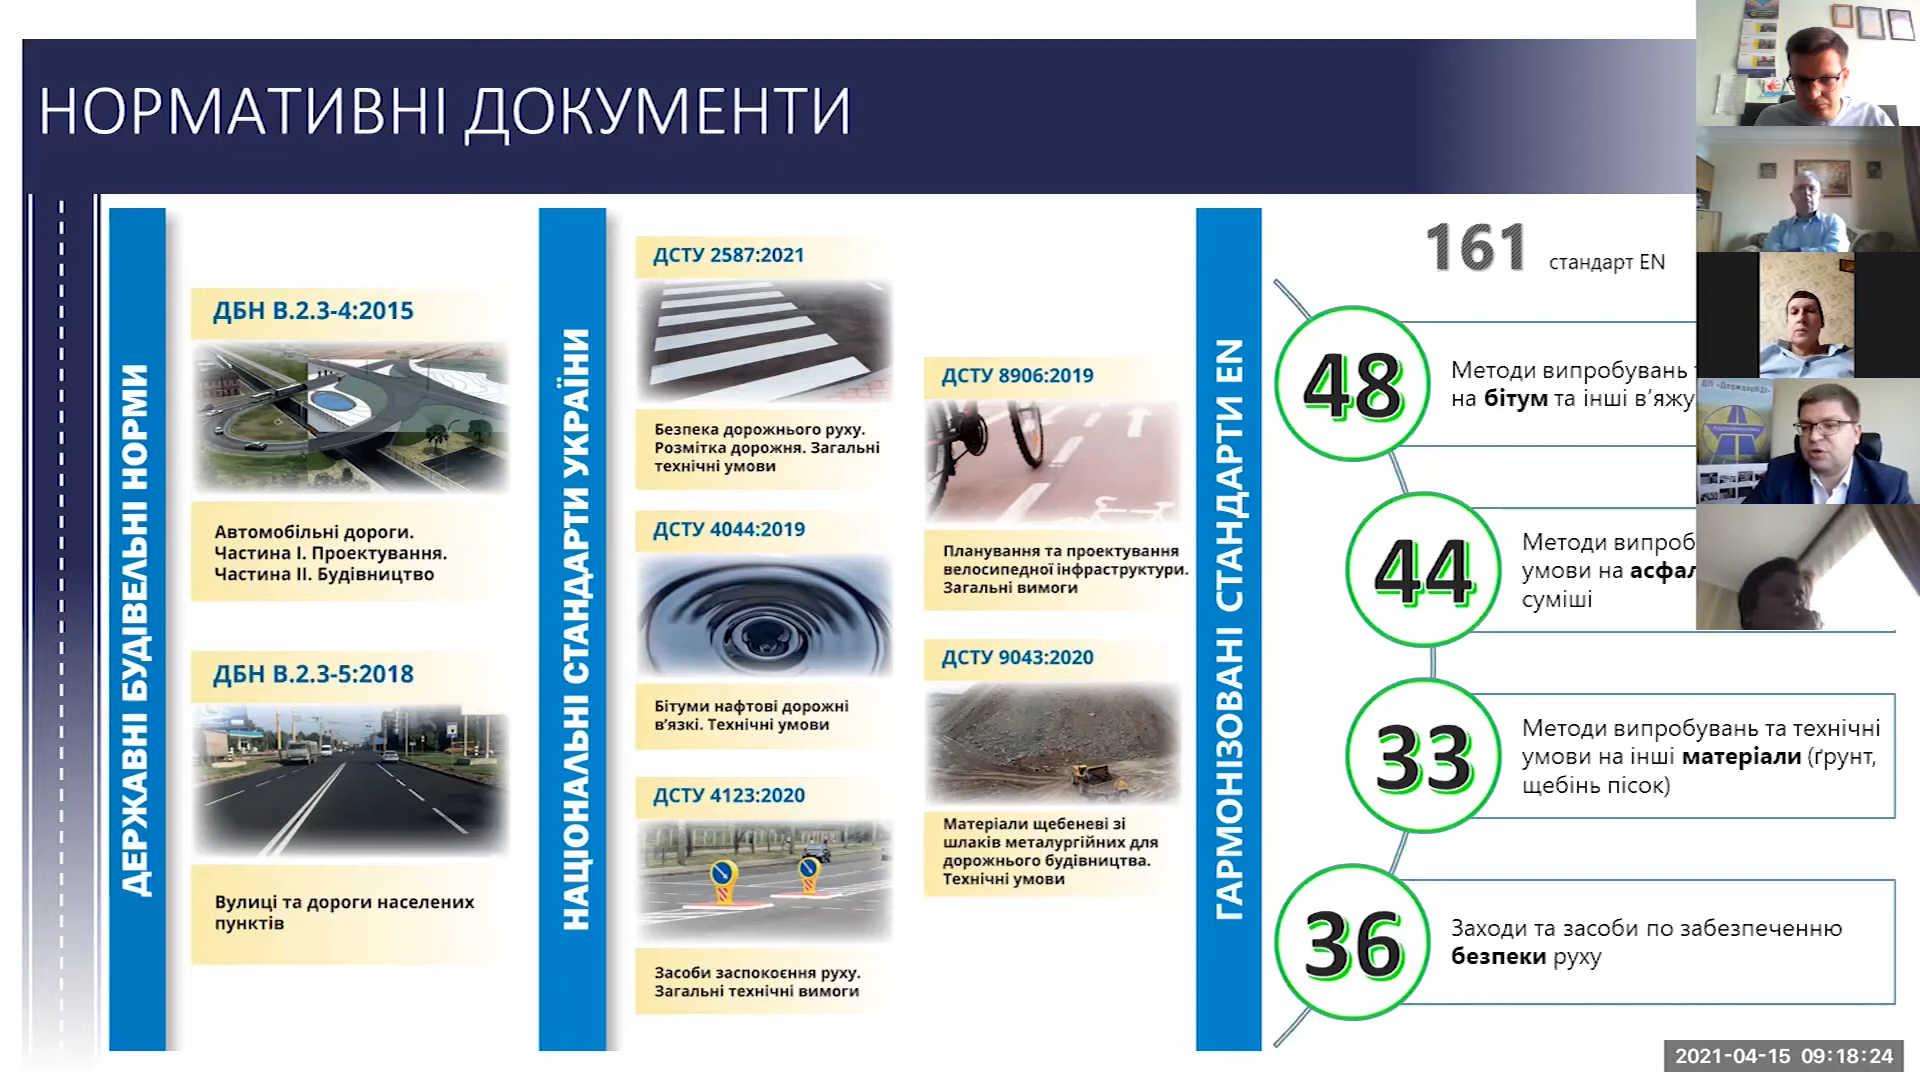 НОРМАТИВНІ ДОКУМЕНТИ
ДЕРЖАВНІ БУДІВЕЛЬНІ НОРМИ
ДБН В.2.3-4:2015
Автомобільні дороги.
Частина І. Проектування.
Частина ІІ. Будівництво
ДБН В.2.3-5:2018
Вулиці та дороги населених
пунктів
НАЦІОНАЛЬНІ СТАНДАРТИ УКРАЇНИ
ДСТУ 2587:2021
Безпека дорожнього руху.
Розмітка дорожня. Загальні
технічні умови
ДСТУ 4044:2019
Бітуми нафтові дорожні
в'язкі. Технічні умови
ДСТУ 4123:2020
Засоби заспокоєння руху.
Загальні технічні вимоги
ДСТУ 8906:2019
Планування та проектування
велосипедної інфраструктури.
Загальні вимоги
ДСТУ 9043:2020
Матеріали щебеневі зі
шлаків металургійних для
дорожнього будівництва.
Технічні умови
ГАРМОНІЗОВАНІ СТАНДАРТИ EN
161 стандарт EN
48
Методи випробувань
на бітум та інші в'яжу
44
Методи випроб
умови на асфал
суміші
33
Методи випробувань та технічні
умови на інші матеріали (ґрунт,
щебінь пісок)
36
Заходи та засоби по забезпеченню
безпеки руху
2021-04-15 09:18:24